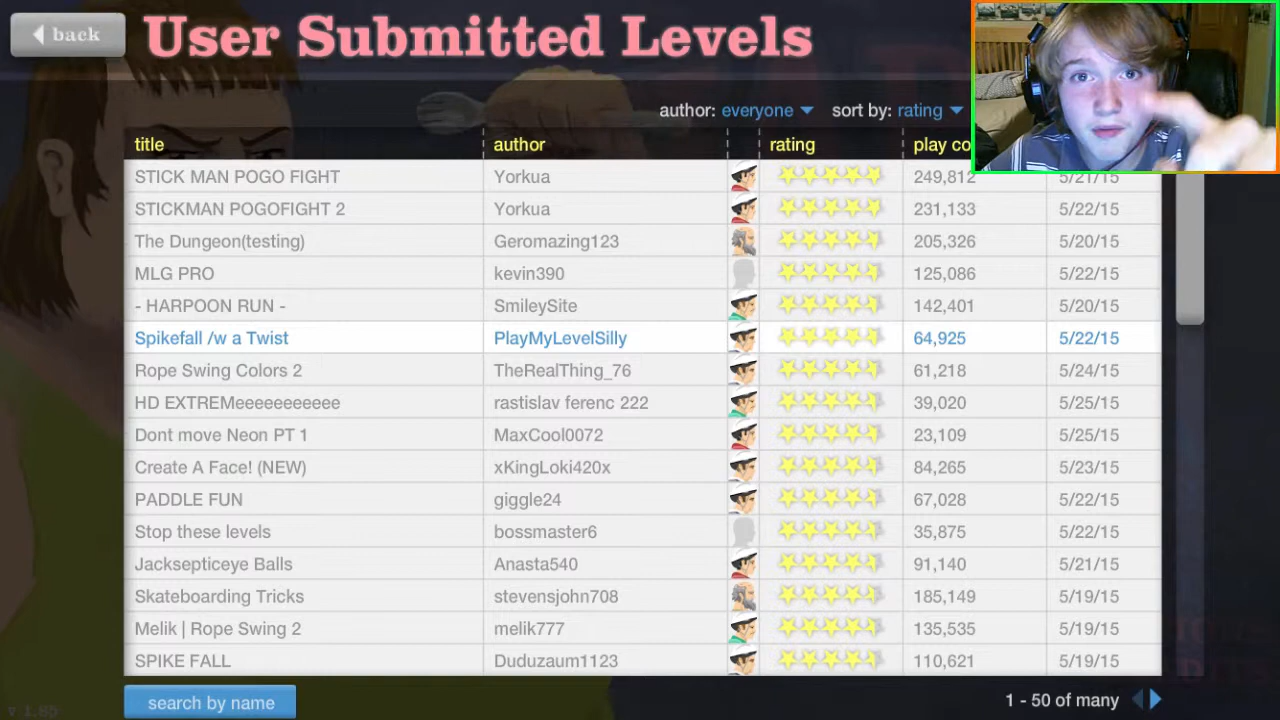 back
User Submitted Levels
author: everyone sort by: rating
title author rating play co
STICK MAN POGO FIGHT Yorkua 249,812 5/21/15
STICKMAN POGOFIGHT 2 Yorkua 231,133 5/22/15
The Dungeon(testing) Geromazing123 205,326 5/20/15
MLG PRO kevin390 125,086 5/22/15
- HARPOON RUN - SmileySite 142,401 5/20/15
Spikefall /w a Twist PlayMyLevelSilly 64,925 5/22/15
Rope Swing Colors 2 TheRealThing_76 61,218 5/24/15
HD EXTREMeeeeeeeeeee rastislav ferenc 222 39,020 5/25/15
Dont move Neon PT 1 MaxCool0072 23,109 5/25/15
Create A Face! (NEW) xKingLoki420x 84,265 5/23/15
PADDLE FUN giggle24 67,028 5/22/15
Stop these levels bossmaster6 35,875 5/22/15
Jacksepticeye Balls Anasta540 91,140 5/21/15
Skateboarding Tricks stevensjohn708 185,149 5/19/15
Melik | Rope Swing 2 melik777 135,535 5/19/15
SPIKE FALL Duduzaum1123 110,621 5/19/15
search by name 1 - 50 of many
v 1.85